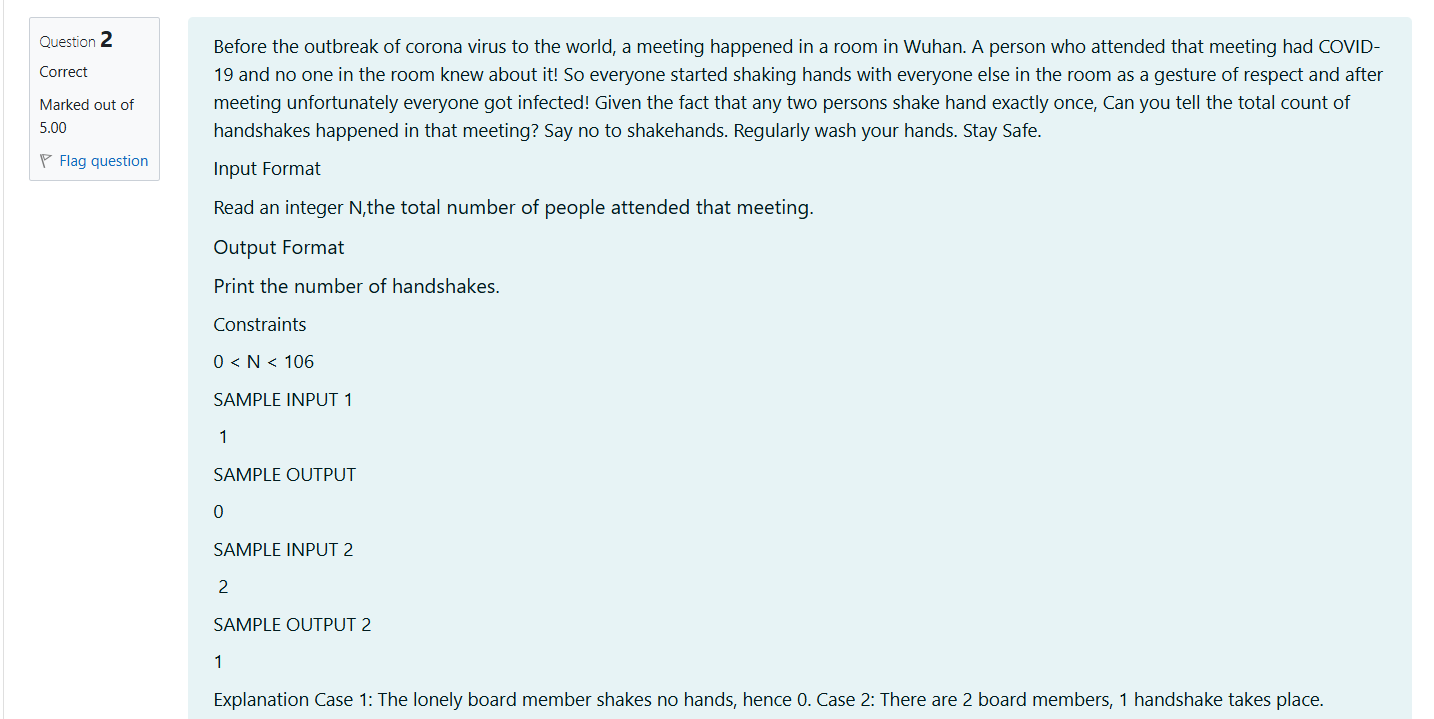 Question 2
Correct
Marked out of
5.00
Flag question
Before the outbreak of corona virus to the world, a meeting happened in a room in Wuhan. A person who attended that meeting had COVID-
19 and no one in the room knew about it! So everyone started shaking hands with everyone else in the room as a gesture of respect and after
meeting unfortunately everyone got infected! Given the fact that any two persons shake hand exactly once, Can you tell the total count of
handshakes happened in that meeting? Say no to shakehands. Regularly wash your hands. Stay Safe.
Input Format
Read an integer N,the total number of people attended that meeting.
Output Format
Print the number of handshakes.
Constraints
0 < N < 106
SAMPLE INPUT 1
1
SAMPLE OUTPUT
0
SAMPLE INPUT 2
2
SAMPLE OUTPUT 2
1
Explanation Case 1: The lonely board member shakes no hands, hence 0. Case 2: There are 2 board members, 1 handshake takes place.